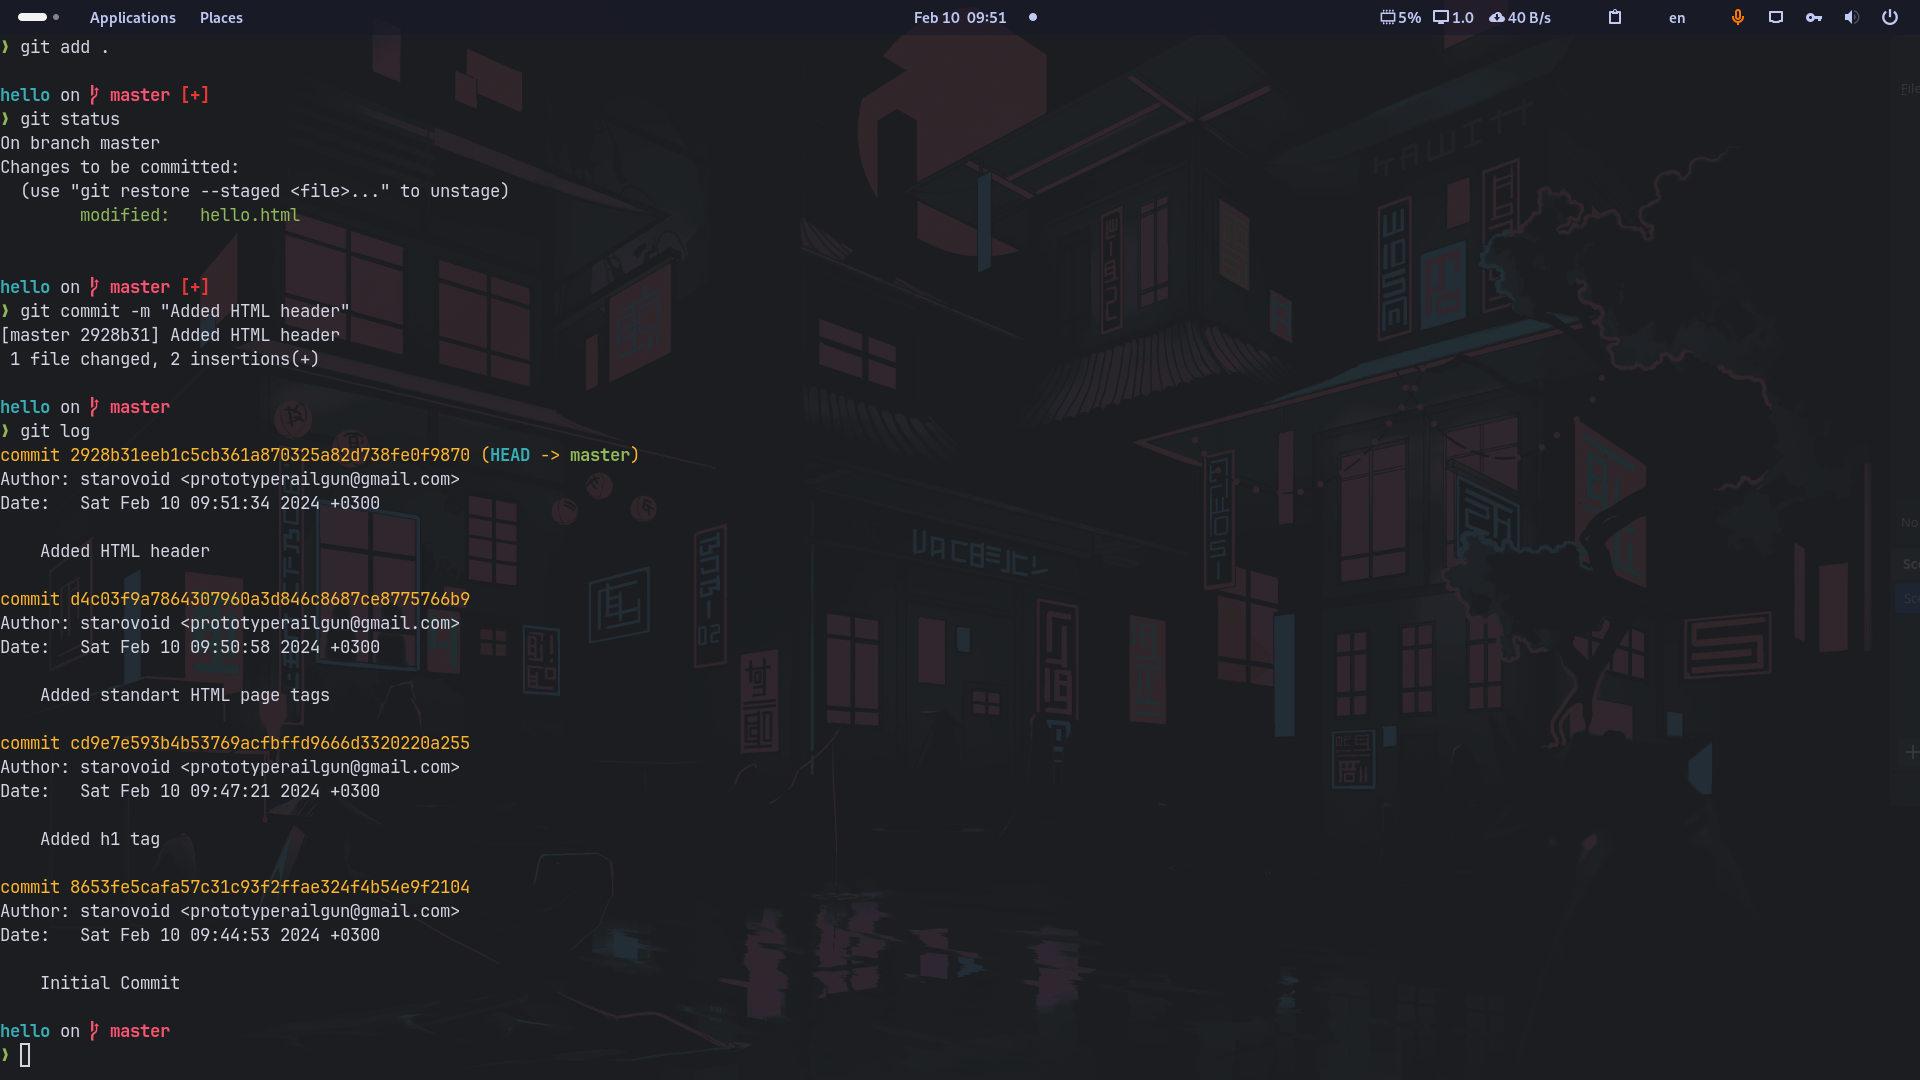 Applications Places Feb 10 09:51 5% 1.0 40 B/s en
❯ git add .
hello on master [+]
❯ git status
On branch master
Changes to be committed:
(use "git restore --staged <file>..." to unstage)
modified: hello.html
hello on master [+]
❯ git commit -m "Added HTML header"
[master 2928b31] Added HTML header
1 file changed, 2 insertions(+)
hello on master
❯ git log
commit 2928b31eeb1c5cb361a870325a82d738fe0f9870 (HEAD -> master)
Author: starovoid <prototyperailgun@gmail.com>
Date: Sat Feb 10 09:51:34 2024 +0300
Added HTML header
commit d4c03f9a7864307960a3d846c8687ce8775766b9
Author: starovoid <prototyperailgun@gmail.com>
Date: Sat Feb 10 09:50:58 2024 +0300
Added standart HTML page tags
commit cd9e7e593b4b53769acfbffd9666d3320220a255
Author: starovoid <prototyperailgun@gmail.com>
Date: Sat Feb 10 09:47:21 2024 +0300
Added h1 tag
commit 8653fe5cafa57c31c93f2ffae324f4b54e9f2104
Author: starovoid <prototyperailgun@gmail.com>
Date: Sat Feb 10 09:44:53 2024 +0300
Initial Commit
hello on master
❯